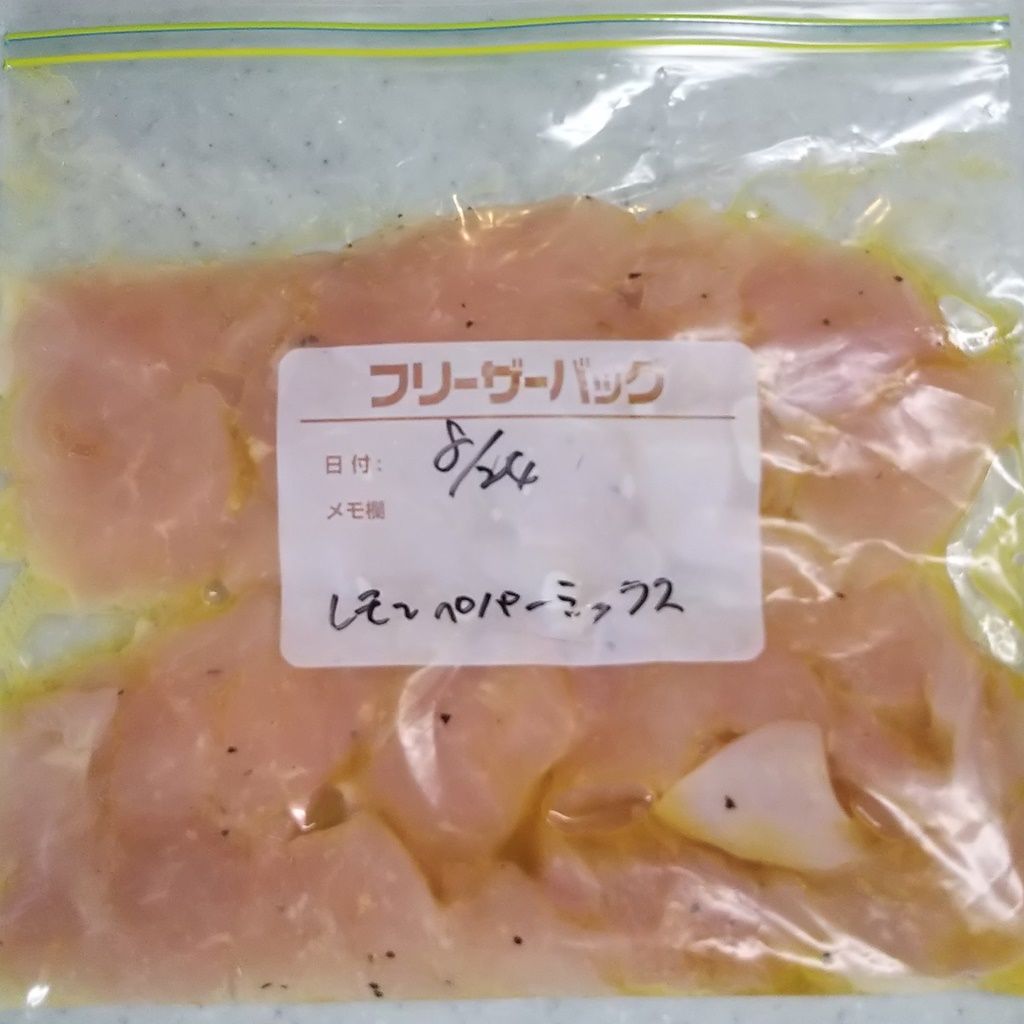 フリーザーバッグ
日付: 8/24
メモ欄
レモンペパーミックス